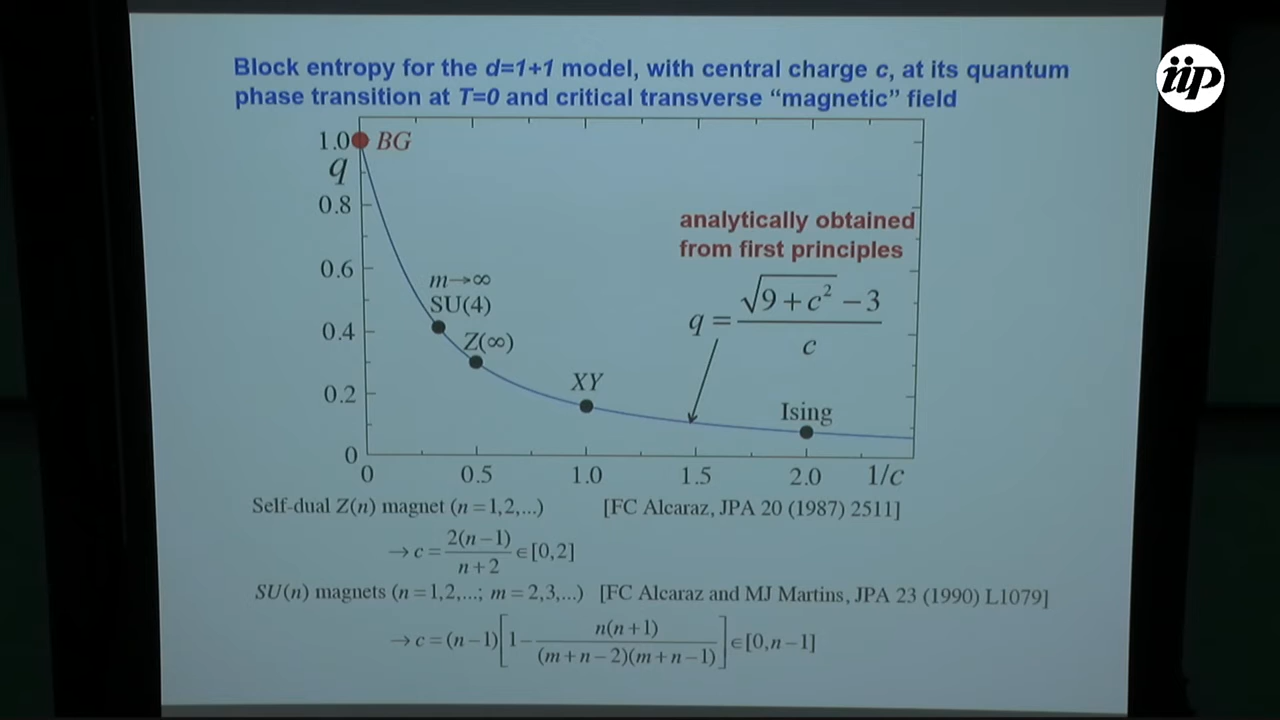 iip
Block entropy for the d=1+1 model, with central charge c, at its quantum
phase transition at T=0 and critical transverse “magnetic” field
1.0
BG
q
0.8
0.6
0.4
0.2
0
analytically obtained
from first principles
q = (√(9+c²) −3)/c
m→∞
SU(4)
Z(∞)
XY
Ising
0 0.5 1.0 1.5 2.0 1/c
Self-dual Z(n) magnet (n=1,2,...) [FC Alcaraz, JPA 20 (1987) 2511]
→ c = 2(n−1)/(n+2) ∈ [0,2]
SU(n) magnets (n=1,2,...; m=2,3,...) [FC Alcaraz and MJ Martins, JPA 23 (1990) L1079]
→ c = (n−1)[1− n(n+1)/((m+n−2)(m+n−1))] ∈ [0,n−1]